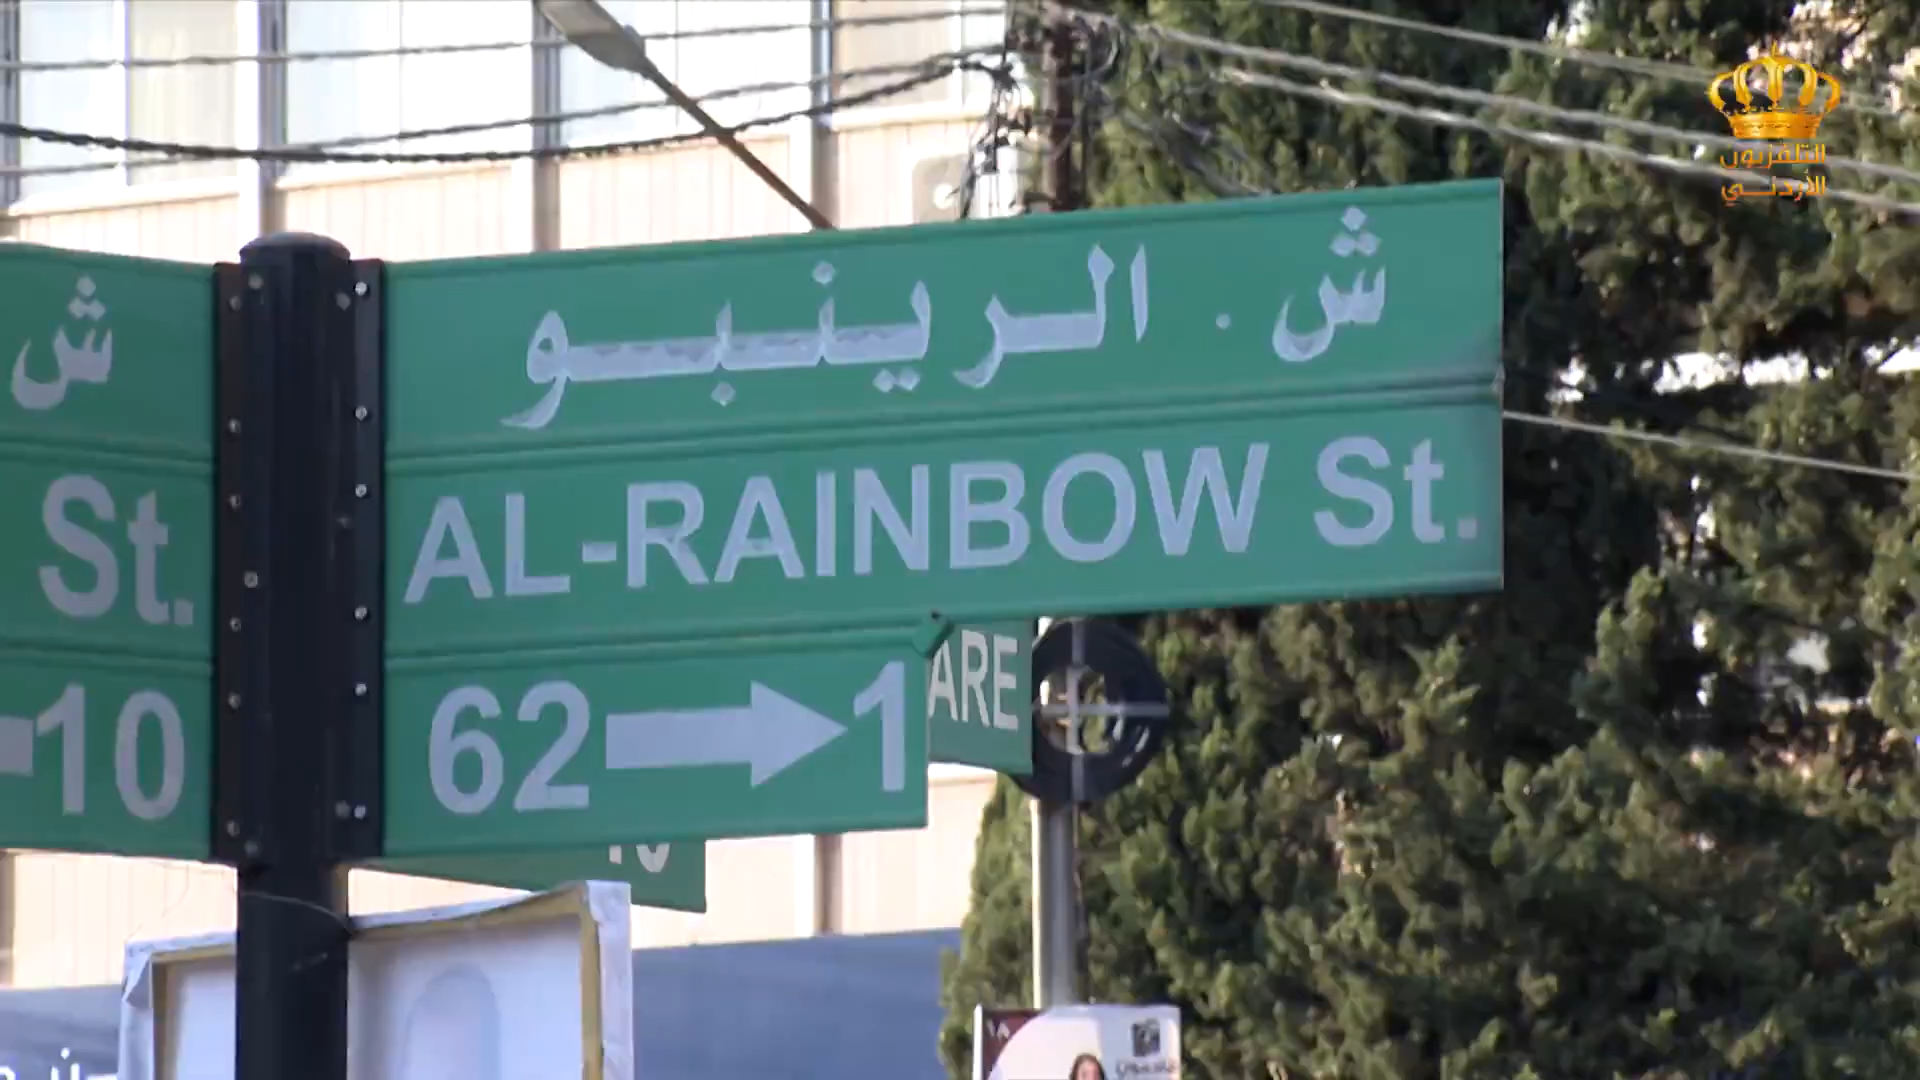 التلفزيون
الأردني
ش
St.
10
ش . الرينبو
AL-RAINBOW St.
62 1
ARE